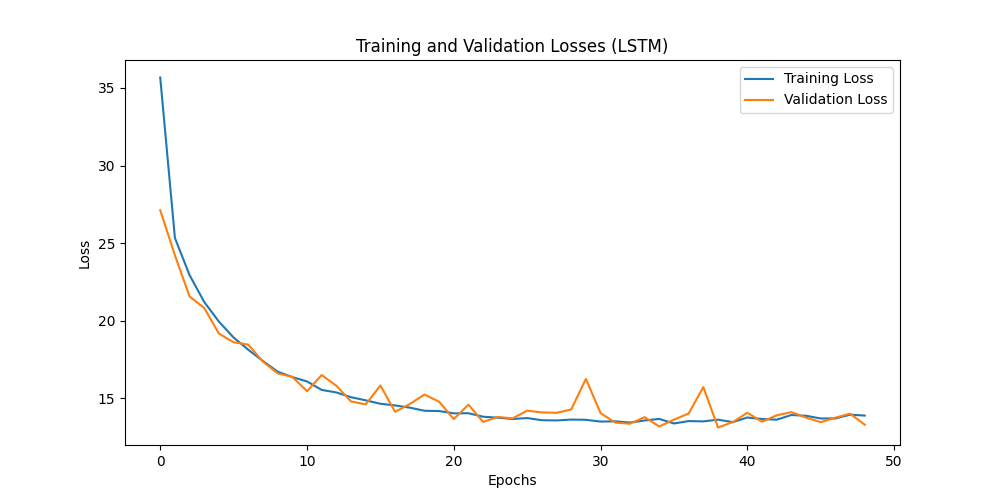 Training and Validation Losses (LSTM)
Training Loss
Validation Loss
35
30
25
20
15
Loss
0 10 20 30 40 50
Epochs